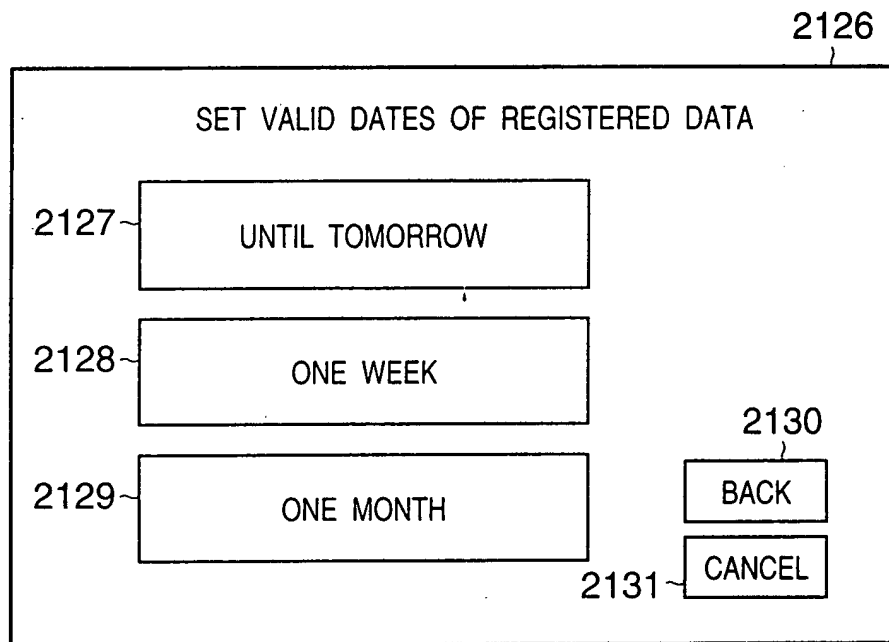 2126
SET VALID DATES OF REGISTERED DATA
2127
UNTIL TOMORROW
2128
ONE WEEK
2130
2129
ONE MONTH
BACK
2131
CANCEL